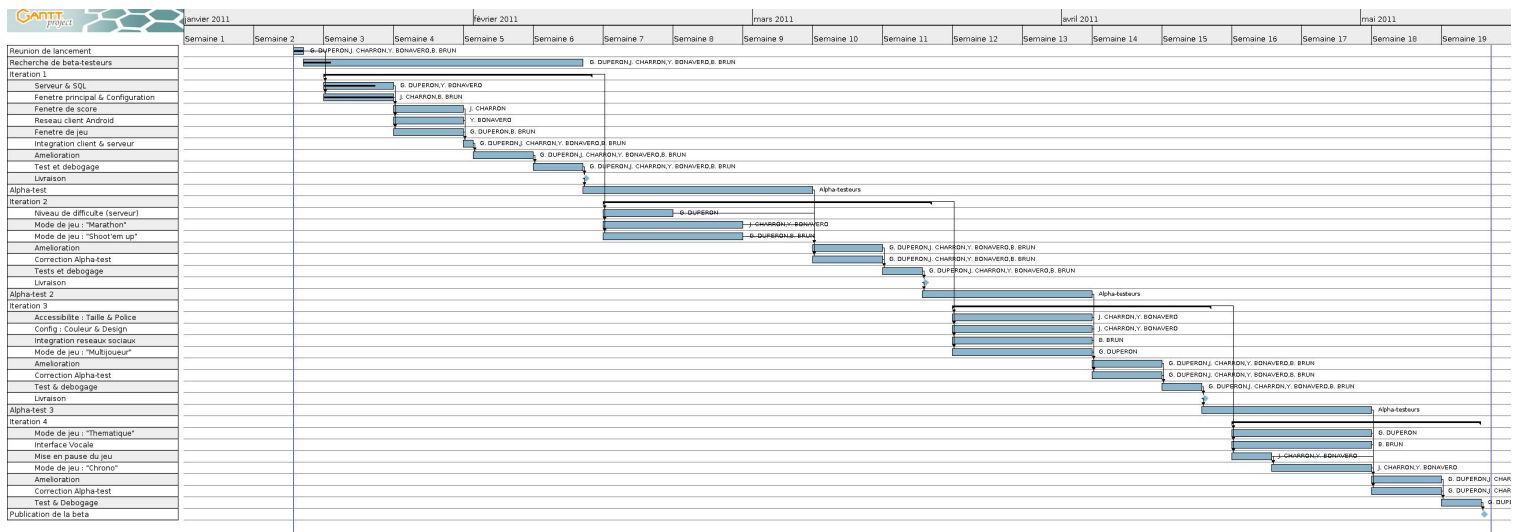 GANTT project
janvier 2011 février 2011 mars 2011 avril 2011 mai 2011
Semaine 1 Semaine 2 Semaine 3 Semaine 4 Semaine 5 Semaine 6 Semaine 7 Semaine 8 Semaine 9 Semaine 10 Semaine 11 Semaine 12 Semaine 13 Semaine 14 Semaine 15 Semaine 16 Semaine 17 Semaine 18 Semaine 19
Reunion de lancement G. DUPERON,J. CHARRON,Y. BONAVERO,B. BRUN
Recherche de beta-testeurs G. DUPERON,J. CHARRON,Y. BONAVERO,B. BRUN
Iteration 1
Serveur & SQL G. DUPERON,Y. BONAVERO
Fenetre principal & Configuration J. CHARRON,B. BRUN
Fenetre de score J. CHARRON
Reseau client Android Y. BONAVERO
Fenetre de jeu G. DUPERON,B. BRUN
Integration client & serveur G. DUPERON,J. CHARRON,Y. BONAVERO,B. BRUN
Amelioration G. DUPERON,J. CHARRON,Y. BONAVERO,B. BRUN
Test et debogage G. DUPERON,J. CHARRON,Y. BONAVERO,B. BRUN
Livraison
Alpha-test Alpha-testeurs
Iteration 2
Niveau de difficulte (serveur) G. DUPERON
Mode de jeu : "Marathon" J. CHARRON,Y. BONAVERO
Mode de jeu : "Shoot'em up" G. DUPERON,B. BRUN
Amelioration G. DUPERON,J. CHARRON,Y. BONAVERO,B. BRUN
Correction Alpha-test G. DUPERON,J. CHARRON,Y. BONAVERO,B. BRUN
Tests et debogage G. DUPERON,J. CHARRON,Y. BONAVERO,B. BRUN
Livraison
Alpha-test 2 Alpha-testeurs
Iteration 3
Accessibilite : Taille & Police J. CHARRON,Y. BONAVERO
Config : Couleur & Design J. CHARRON,Y. BONAVERO
Integration reseaux sociaux B. BRUN
Mode de jeu : "Multijoueur" G. DUPERON
Amelioration G. DUPERON,J. CHARRON,Y. BONAVERO,B. BRUN
Correction Alpha-test G. DUPERON,J. CHARRON,Y. BONAVERO,B. BRUN
Test & debogage G. DUPERON,J. CHARRON,Y. BONAVERO,B. BRUN
Livraison
Alpha-test 3 Alpha-testeurs
Iteration 4
Mode de jeu : "Thematique" G. DUPERON
Interface Vocale B. BRUN
Mise en pause du jeu J. CHARRON,Y. BONAVERO
Mode de jeu : "Chrono" J. CHARRON,Y. BONAVERO
Amelioration G. DUPERON,J. CHAR
Correction Alpha-test G. DUPERON,J. CHAR
Test & Debogage G. DUPE
Publication de la beta